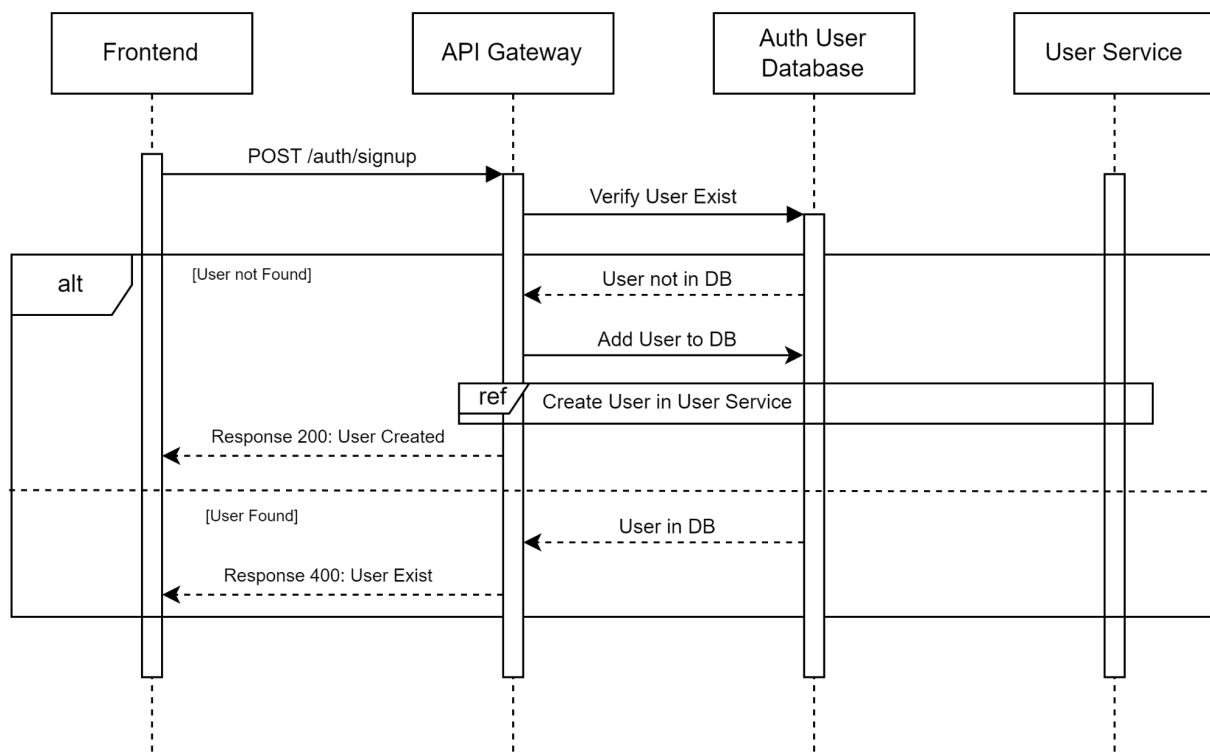 Frontend
API Gateway
Auth User
Database
User Service
POST /auth/signup
Verify User Exist
alt
[User not Found]
User not in DB
Add User to DB
ref
Create User in User Service
Response 200: User Created
[User Found]
User in DB
Response 400: User Exist